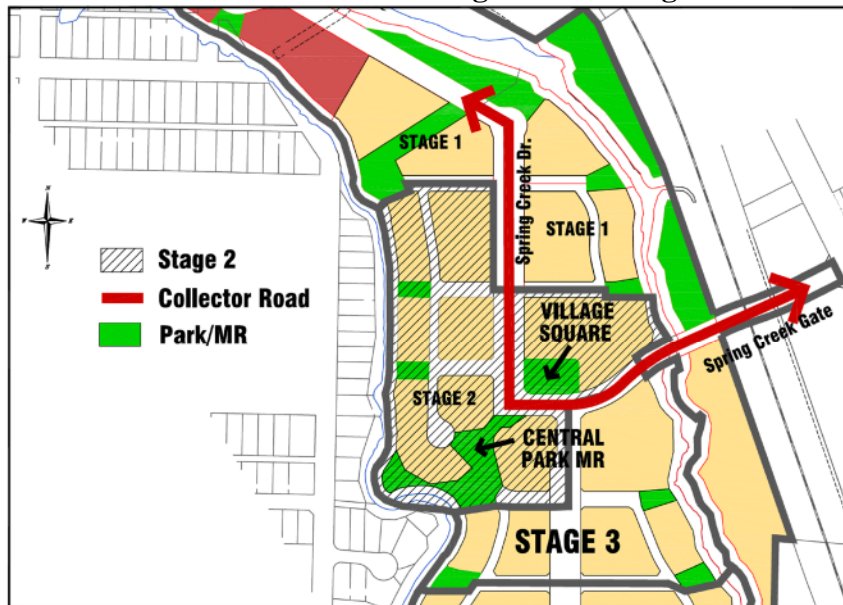 STAGE 1
Spring Creek Dr.
STAGE 1
Stage 2
Collector Road
Park/MR
VILLAGE
SQUARE
Spring Creek Gate
STAGE 2
CENTRAL
PARK MR
STAGE 3